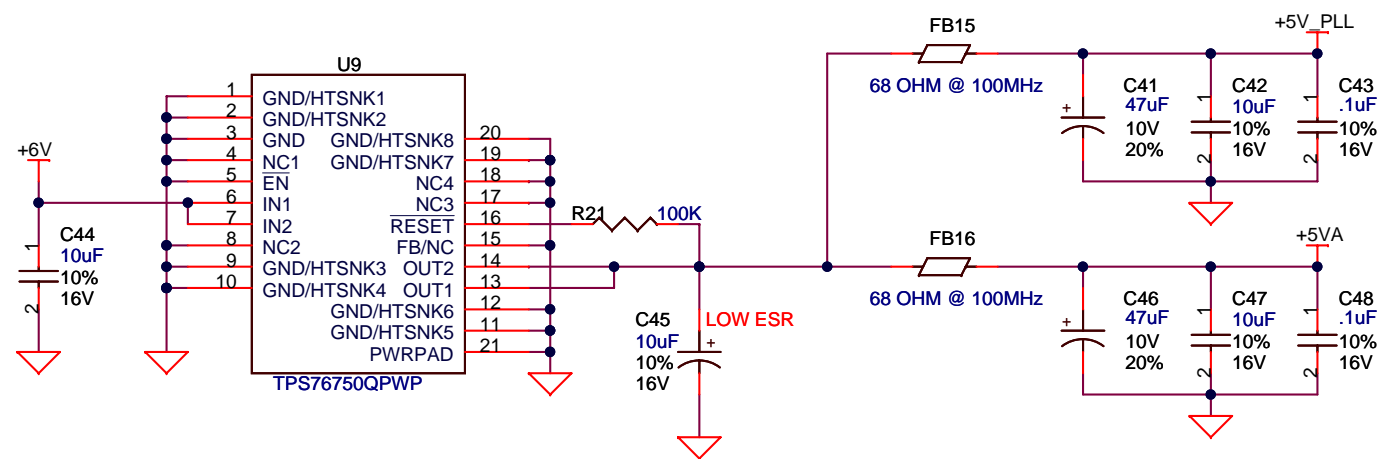 +6V
C44
1
10uF
10%
16V
2
U9
1 GND/HTSNK1
2 GND/HTSNK2
3 GND
4 NC1
5 EN
6 IN1
7 IN2
8 NC2
9 GND/HTSNK3
10 GND/HTSNK4
GND/HTSNK8 20
GND/HTSNK7 19
NC4 18
NC3 17
RESET 16
FB/NC 15
OUT2 14
OUT1 13
GND/HTSNK6 12
GND/HTSNK5 11
PWRPAD 21
TPS76750QPWP
R21 100K
C45
10uF
10%
16V
LOW ESR
+
FB15
68 OHM @ 100MHz
+5V_PLL
+
C41
47uF
10V
20%
1
C42
10uF
10%
16V
2
1
C43
.1uF
10%
16V
2
FB16
68 OHM @ 100MHz
+5VA
+
C46
47uF
10V
20%
1
C47
10uF
10%
16V
2
1
C48
.1uF
10%
16V
2